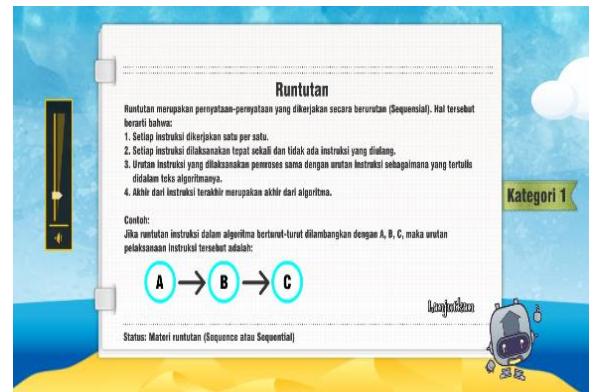 Runtutan
Runtutan merupakan pernyataan-pernyataan yang dikerjakan secara berurutan (Sequensial). Hal tersebut
berarti bahwa:
1. Setiap instruksi dikerjakan satu per satu.
2. Setiap instruksi dilaksanakan tepat sekali dan tidak ada instruksi yang diulang.
3. Urutan instruksi yang dilaksanakan pemroses sama dengan urutan instruksi sebagaimana yang tertulis
didalam teks algoritmanya.
4. Akhir dari instruksi terakhir merupakan akhir dari algoritma.
Kategori 1
Contoh:
Jika runtutan instruksi dalam algoritma berturut-turut dilambangkan dengan A, B, C, maka urutan
pelaksanaan instruksi tersebut adalah:
A → B → C
Lanjutkan
Status: Materi runtutan (Sequence atau Sequential)